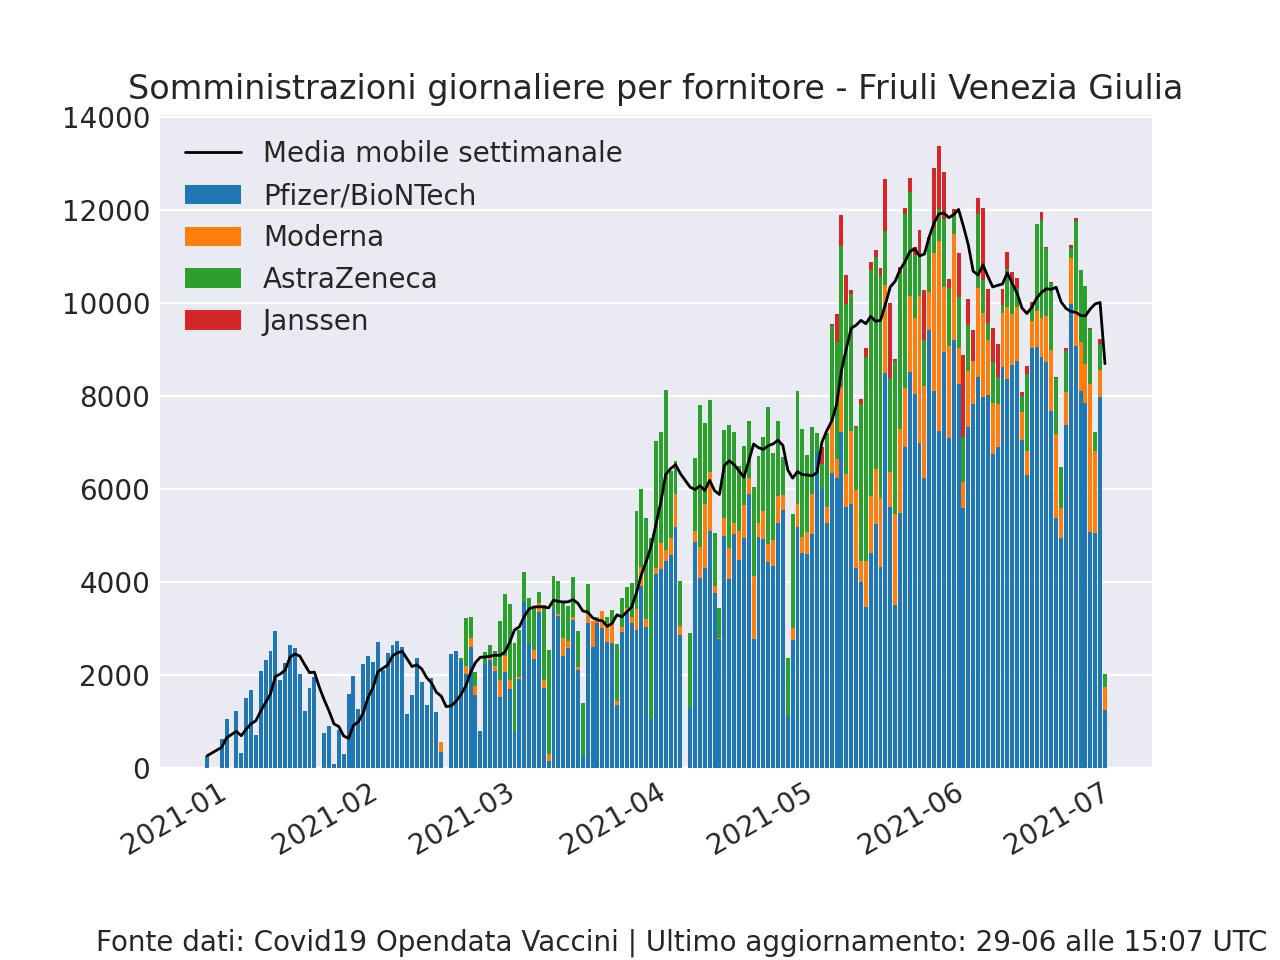 Somministrazioni giornaliere per fornitore - Friuli Venezia Giulia
14000
12000
10000
8000
6000
4000
2000
0
Media mobile settimanale
Pfizer/BioNTech
Moderna
AstraZeneca
Janssen
2021-01
2021-02
2021-03
2021-04
2021-05
2021-06
2021-07
Fonte dati: Covid19 Opendata Vaccini | Ultimo aggiornamento: 29-06 alle 15:07 UTC